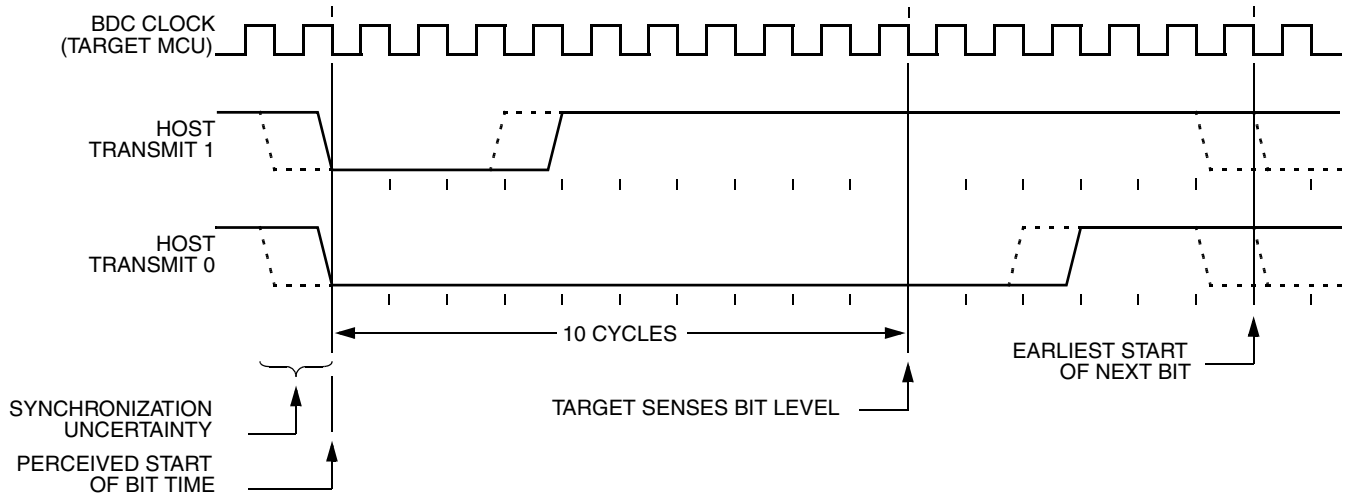 BDC CLOCK
(TARGET MCU)
HOST
TRANSMIT 1
HOST
TRANSMIT 0
10 CYCLES
EARLIEST START
OF NEXT BIT
TARGET SENSES BIT LEVEL
SYNCHRONIZATION
UNCERTAINTY
PERCEIVED START
OF BIT TIME